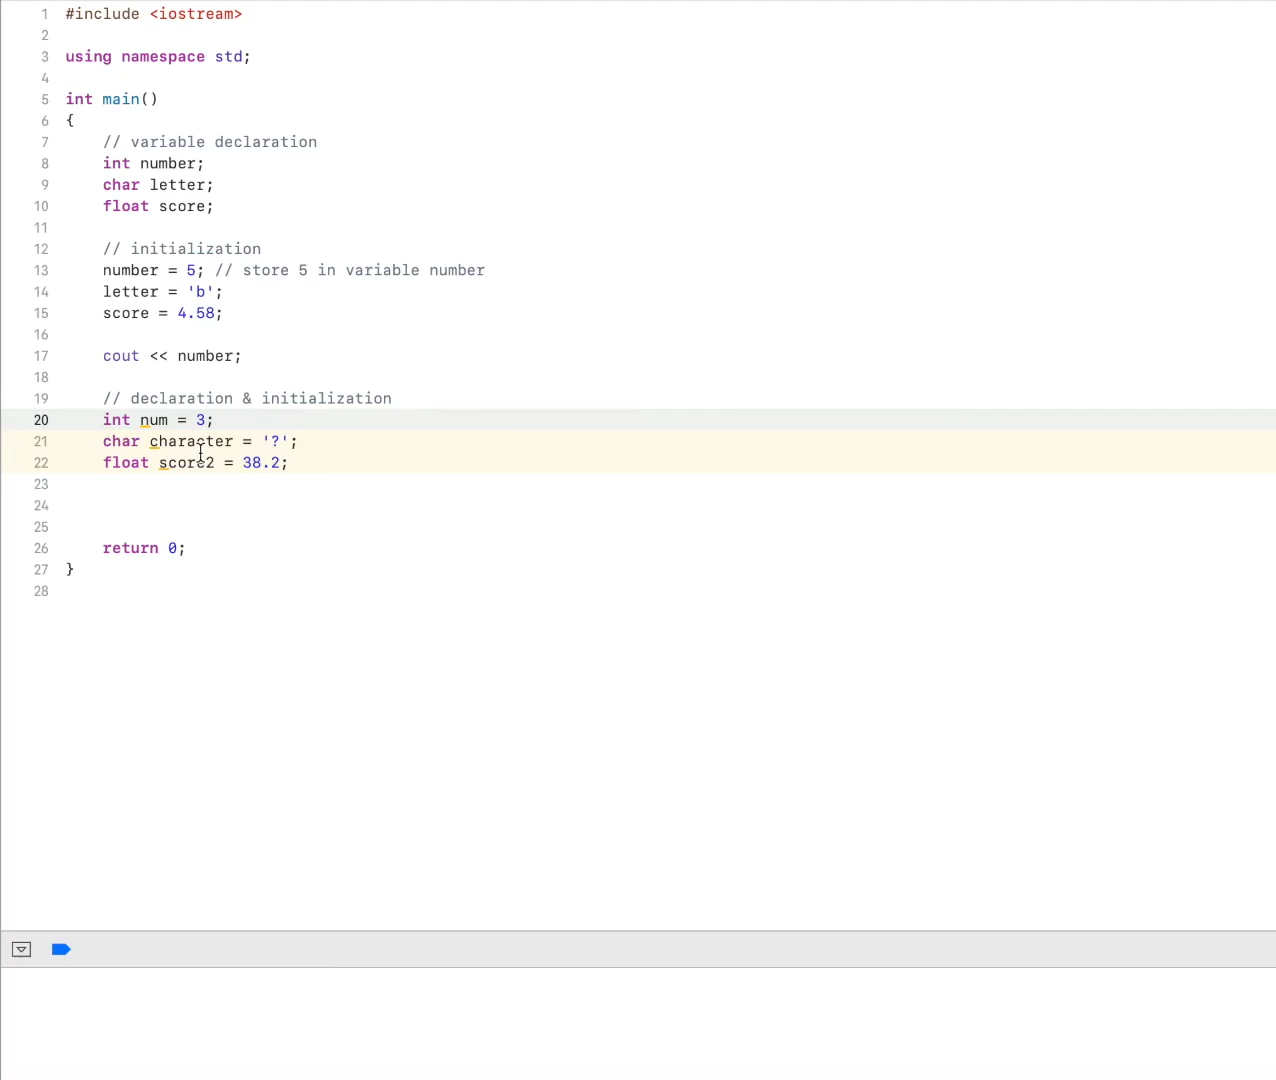 1 #include <iostream>
2
3 using namespace std;
4
5 int main()
6 {
7 // variable declaration
8 int number;
9 char letter;
10 float score;
11
12 // initialization
13 number = 5; // store 5 in variable number
14 letter = 'b';
15 score = 4.58;
16
17 cout << number;
18
19 // declaration & initialization
20 int num = 3;
21 char character = '?';
22 float score2 = 38.2;
23
24
25
26 return 0;
27 }
28